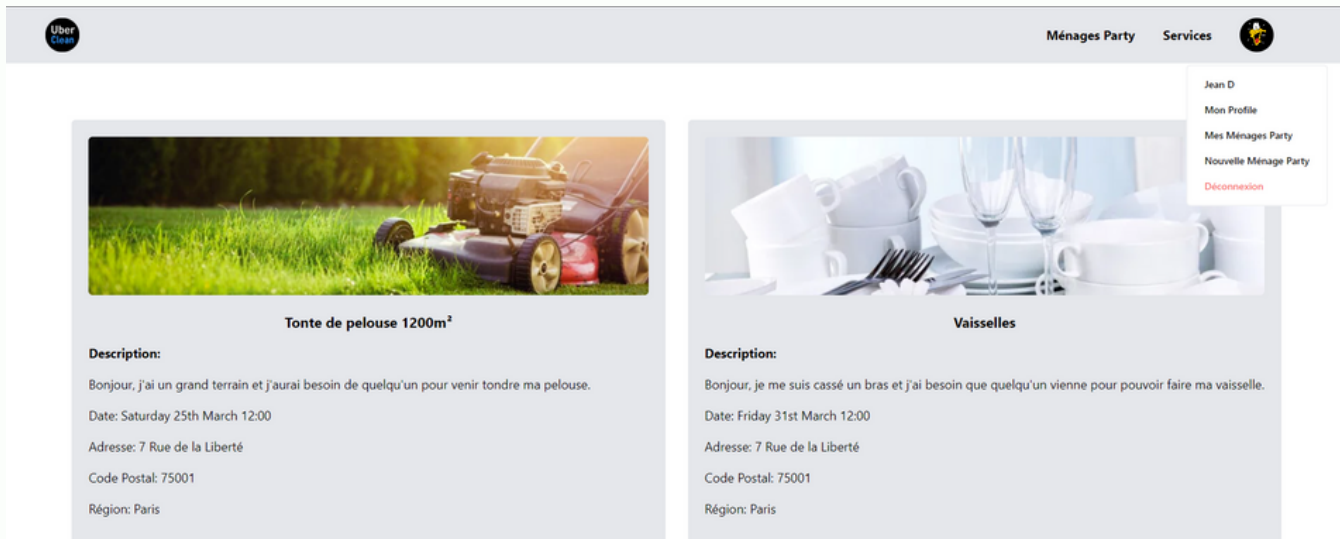 Uber
Clean
Ménages Party
Services
Jean D
Mon Profile
Mes Ménages Party
Nouvelle Ménage Party
Déconnexion
Tonte de pelouse 1200m²
Description:
Bonjour, j'ai un grand terrain et j'aurai besoin de quelqu'un pour venir tondre ma pelouse.
Date: Saturday 25th March 12:00
Adresse: 7 Rue de la Liberté
Code Postal: 75001
Région: Paris
Vaisselles
Description:
Bonjour, je me suis cassé un bras et j'ai besoin que quelqu'un vienne pour pouvoir faire ma vaisselle.
Date: Friday 31st March 12:00
Adresse: 7 Rue de la Liberté
Code Postal: 75001
Région: Paris